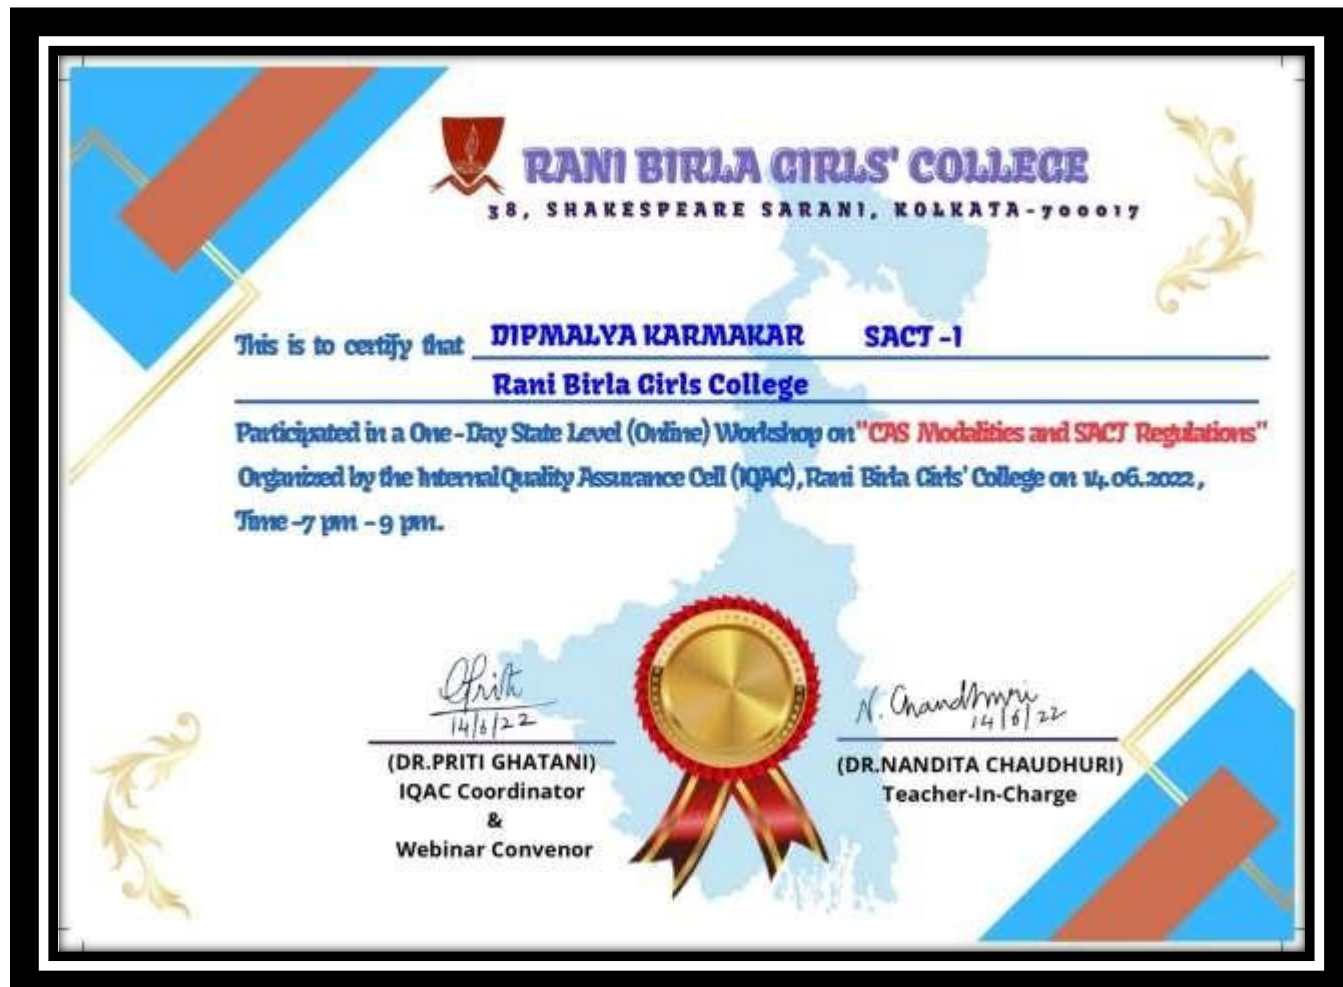 RANI BIRLA GIRLS' COLLEGE
38, SHAKESPEARE SARANI, KOLKATA-700017
This is to certify that DIPMALYA KARMAKAR SACT -1
Rani Birla Girls College
Participated in a One-Day State Level (Online) Workshop on "CAS Modalities and SACT Regulations"
Organized by the Internal Quality Assurance Cell (IQAC), Rani Birla Girls' College on 14.06.2022,
Time -7 pm - 9 pm.
14/6/22
N. Chaudhuri
14/6/22
(DR.PRITI GHATANI)
IQAC Coordinator
&
Webinar Convenor
(DR.NANDITA CHAUDHURI)
Teacher-In-Charge